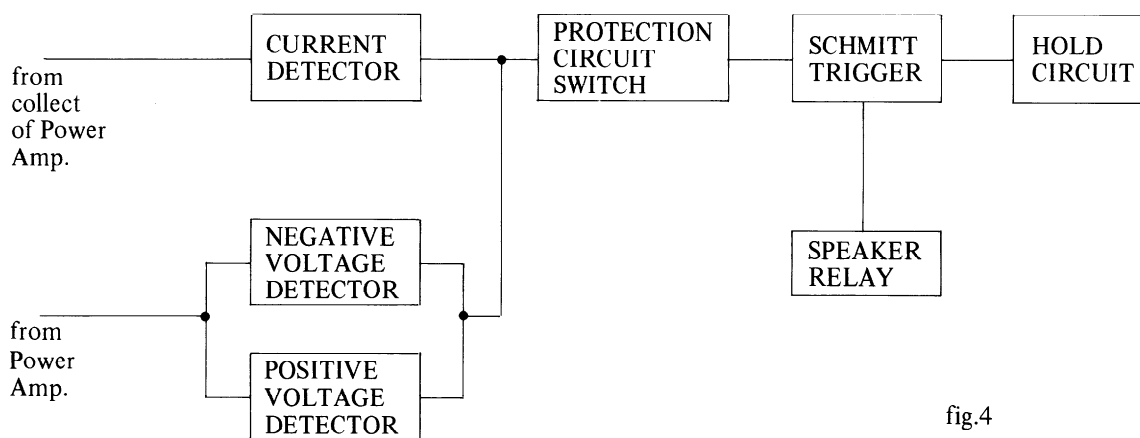 CURRENT
DETECTOR
PROTECTION
CIRCUIT
SWITCH
SCHMITT
TRIGGER
HOLD
CIRCUIT
from
collect
of Power
Amp.
NEGATIVE
VOLTAGE
DETECTOR
SPEAKER
RELAY
from
Power
Amp.
POSITIVE
VOLTAGE
DETECTOR
fig.4